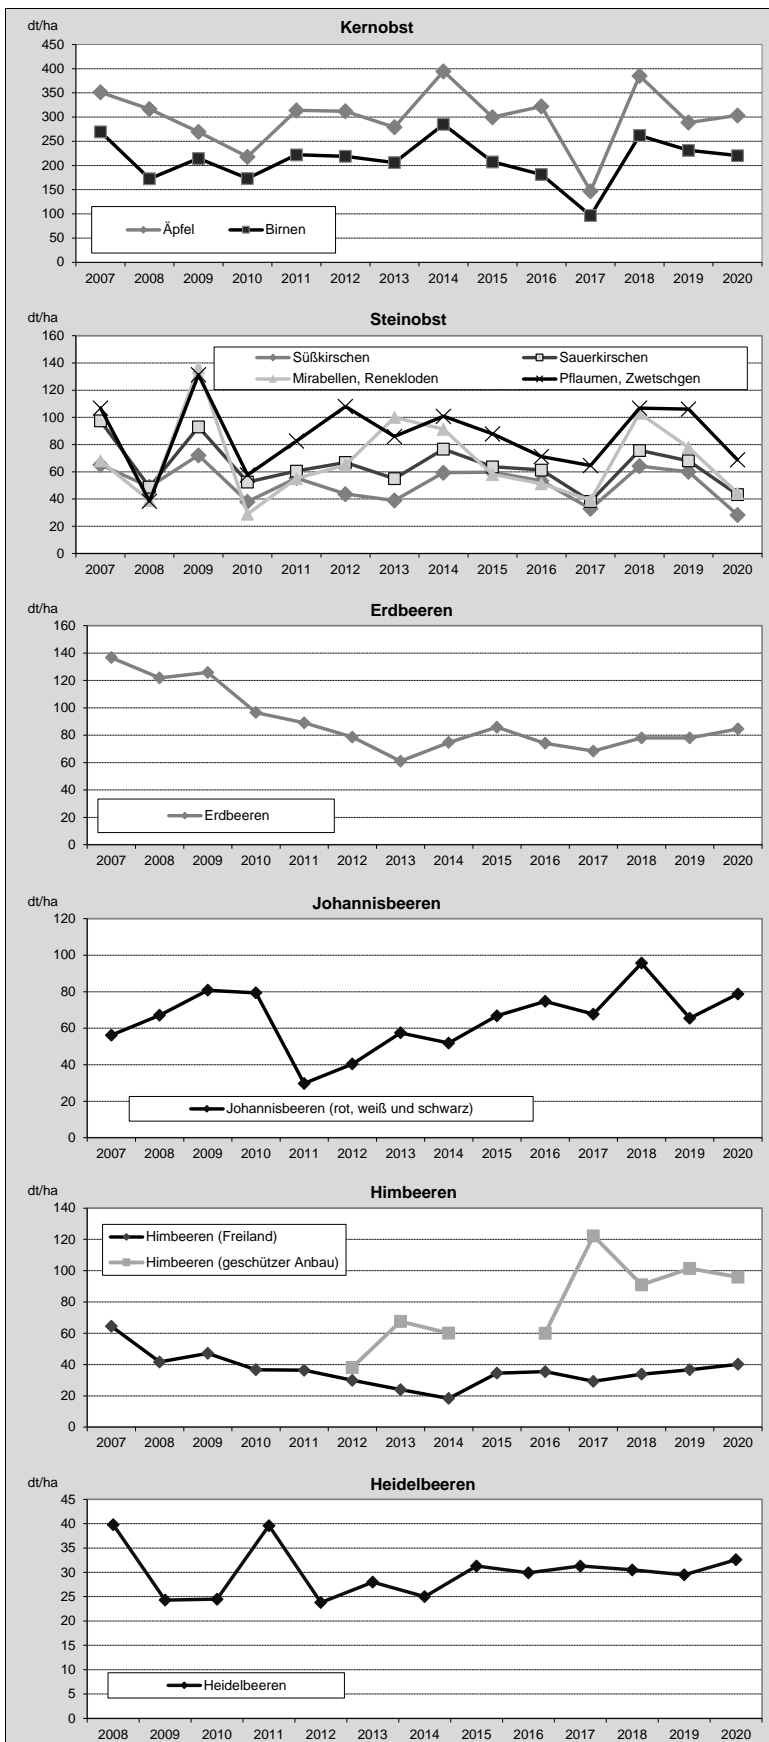 dt/ha
Kernobst
450
400
350
300
250
200
150
100
50
0
Äpfel Birnen
2007 2008 2009 2010 2011 2012 2013 2014 2015 2016 2017 2018 2019 2020
dt/ha
Steinobst
160
140
120
100
80
60
40
20
0
Süßkirschen Sauerkirschen
Mirabellen, Renekloden Pflaumen, Zwetschgen
2007 2008 2009 2010 2011 2012 2013 2014 2015 2016 2017 2018 2019 2020
dt/ha
Erdbeeren
160
140
120
100
80
60
40
20
0
Erdbeeren
2007 2008 2009 2010 2011 2012 2013 2014 2015 2016 2017 2018 2019 2020
dt/ha
Johannisbeeren
120
100
80
60
40
20
0
Johannisbeeren (rot, weiß und schwarz)
2007 2008 2009 2010 2011 2012 2013 2014 2015 2016 2017 2018 2019 2020
dt/ha
Himbeeren
140
120
100
80
60
40
20
0
Himbeeren (Freiland)
Himbeeren (geschützer Anbau)
2007 2008 2009 2010 2011 2012 2013 2014 2015 2016 2017 2018 2019 2020
dt/ha
Heidelbeeren
45
40
35
30
25
20
15
10
5
0
Heidelbeeren
2008 2009 2010 2011 2012 2013 2014 2015 2016 2017 2018 2019 2020